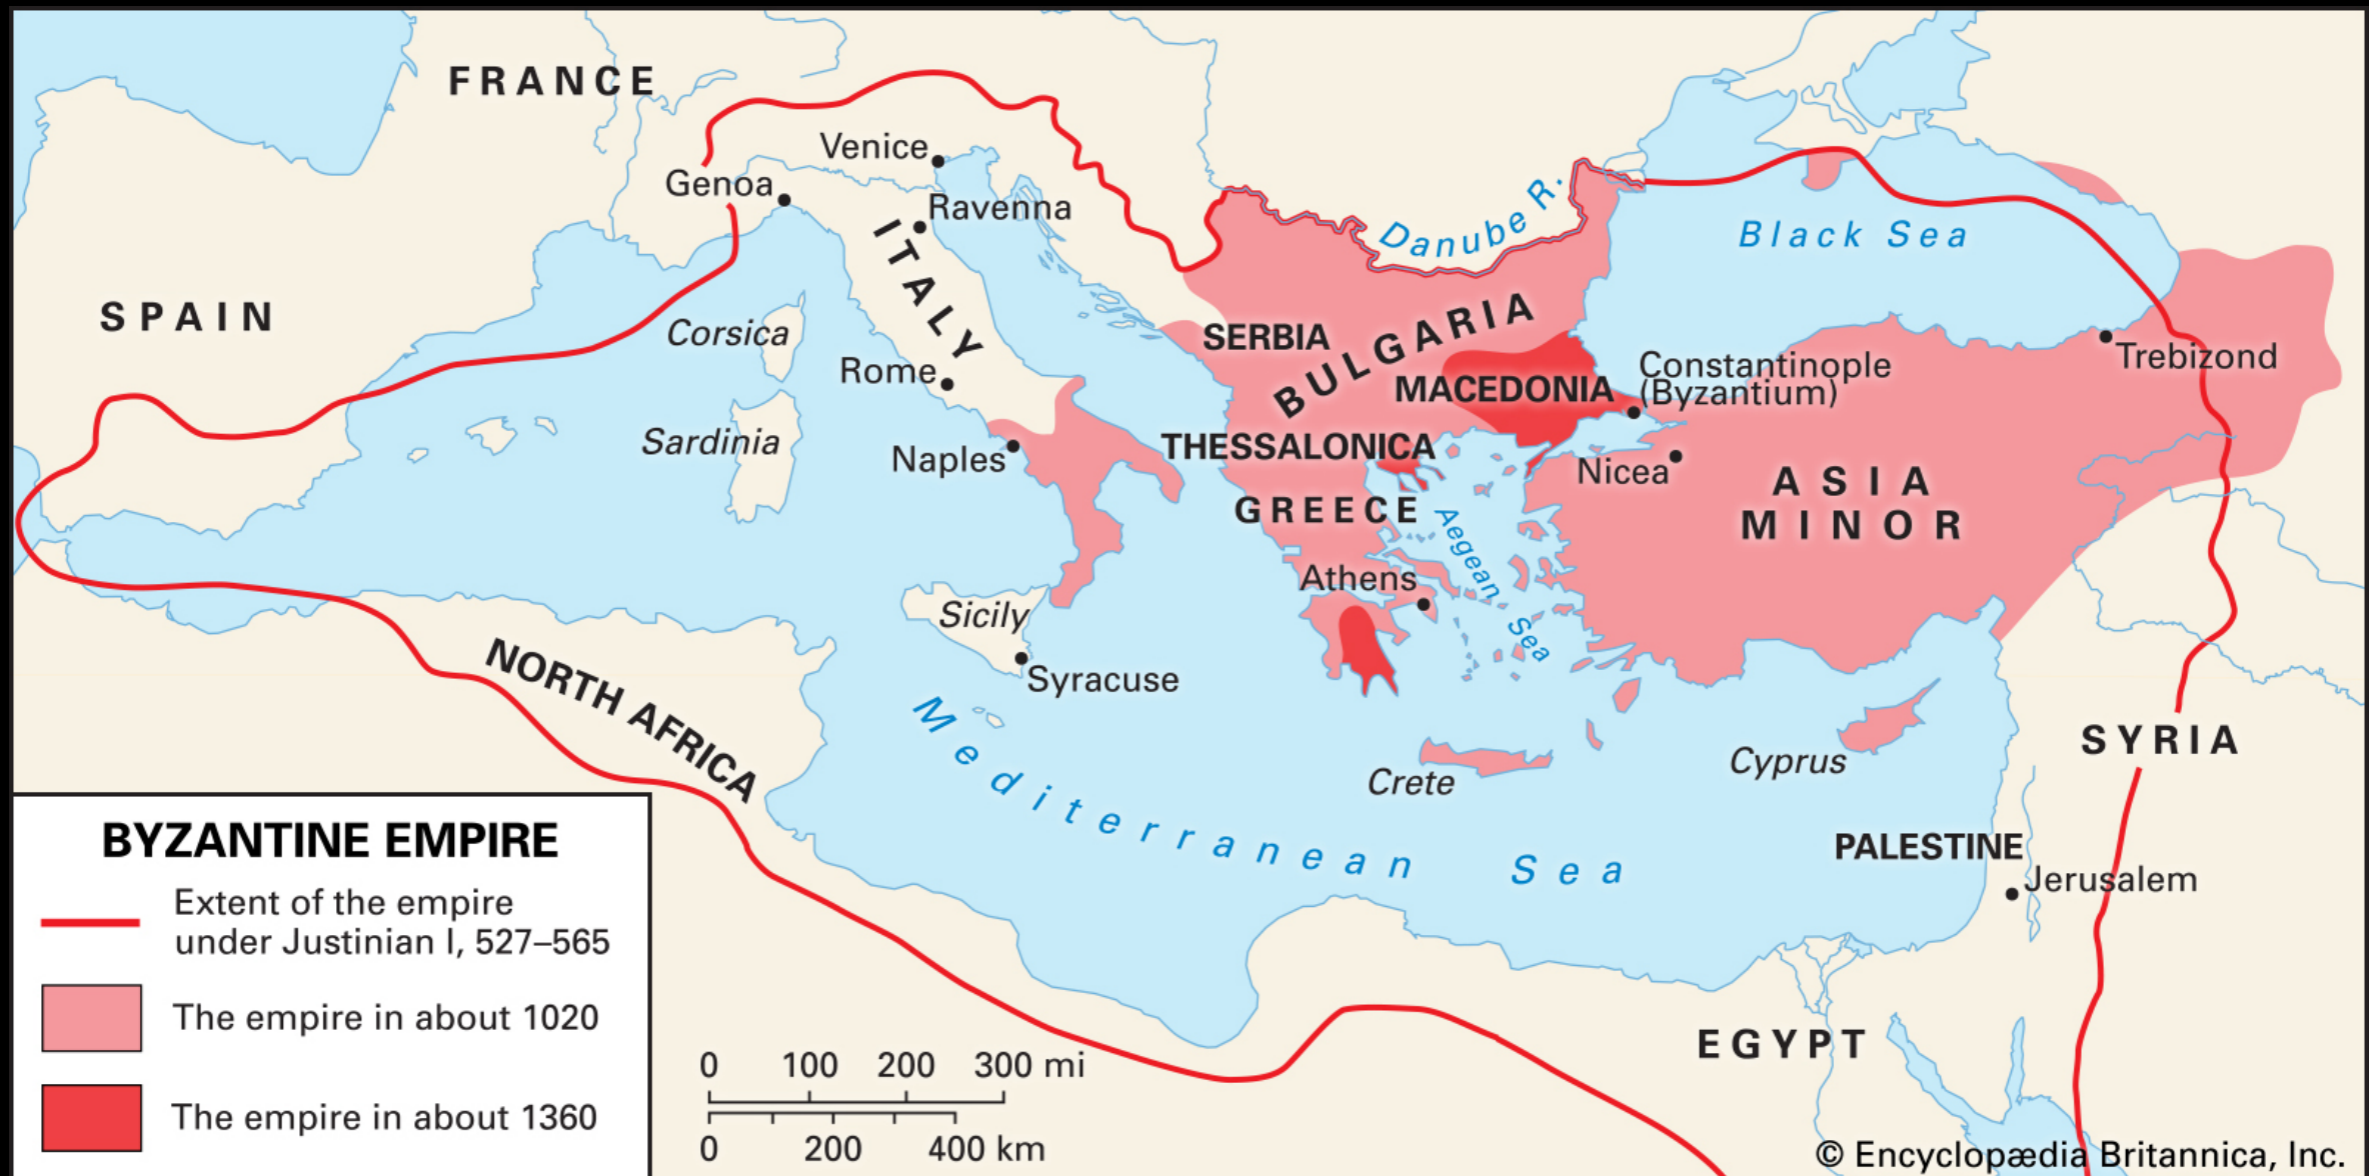 FRANCE
Venice
Genoa
Ravenna
Danube R.
Black Sea
ITALY
SPAIN
Corsica
SERBIA
BULGARIA
Rome
MACEDONIA
Constantinople
(Byzantium)
Trebizond
Sardinia
Naples
THESSALONICA
Nicea
GREECE
ASIA
MINOR
Aegean Sea
Athens
Sicily
Syracuse
NORTH AFRICA
Mediterranean Sea
Crete
Cyprus
SYRIA
PALESTINE
Jerusalem
EGYPT
BYZANTINE EMPIRE
Extent of the empire
under Justinian I, 527–565
The empire in about 1020
The empire in about 1360
0 100 200 300 mi
0 200 400 km
© Encyclopædia Britannica, Inc.